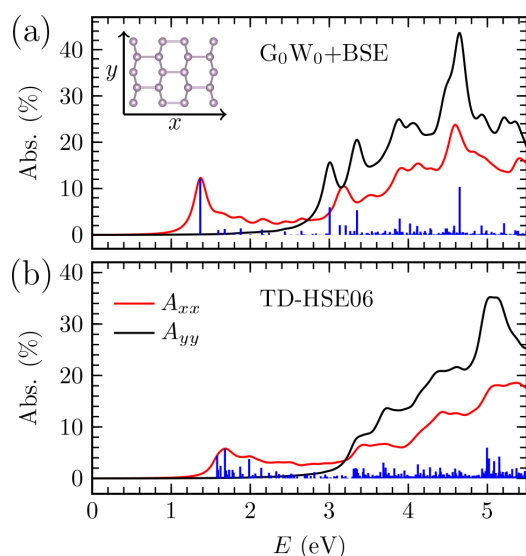 (a)
G₀W₀+BSE
y
x
Abs. (%)
40
30
20
10
0
(b)
TD-HSE06
Aₓₓ
Aᵧᵧ
Abs. (%)
40
30
20
10
0
0 1 2 3 4 5
E (eV)